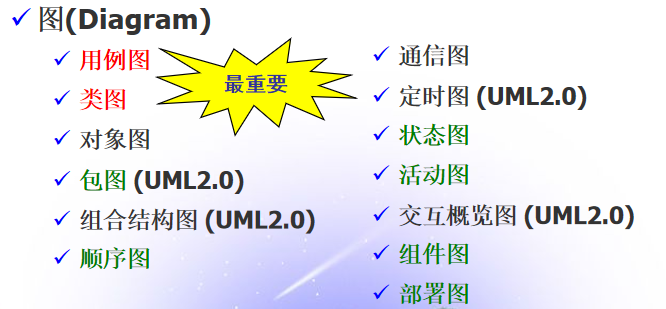 图(Diagram)
用例图
类图
最重要
对象图
包图 (UML2.0)
组合结构图 (UML2.0)
顺序图
通信图
定时图 (UML2.0)
状态图
活动图
交互概览图 (UML2.0)
组件图
部署图